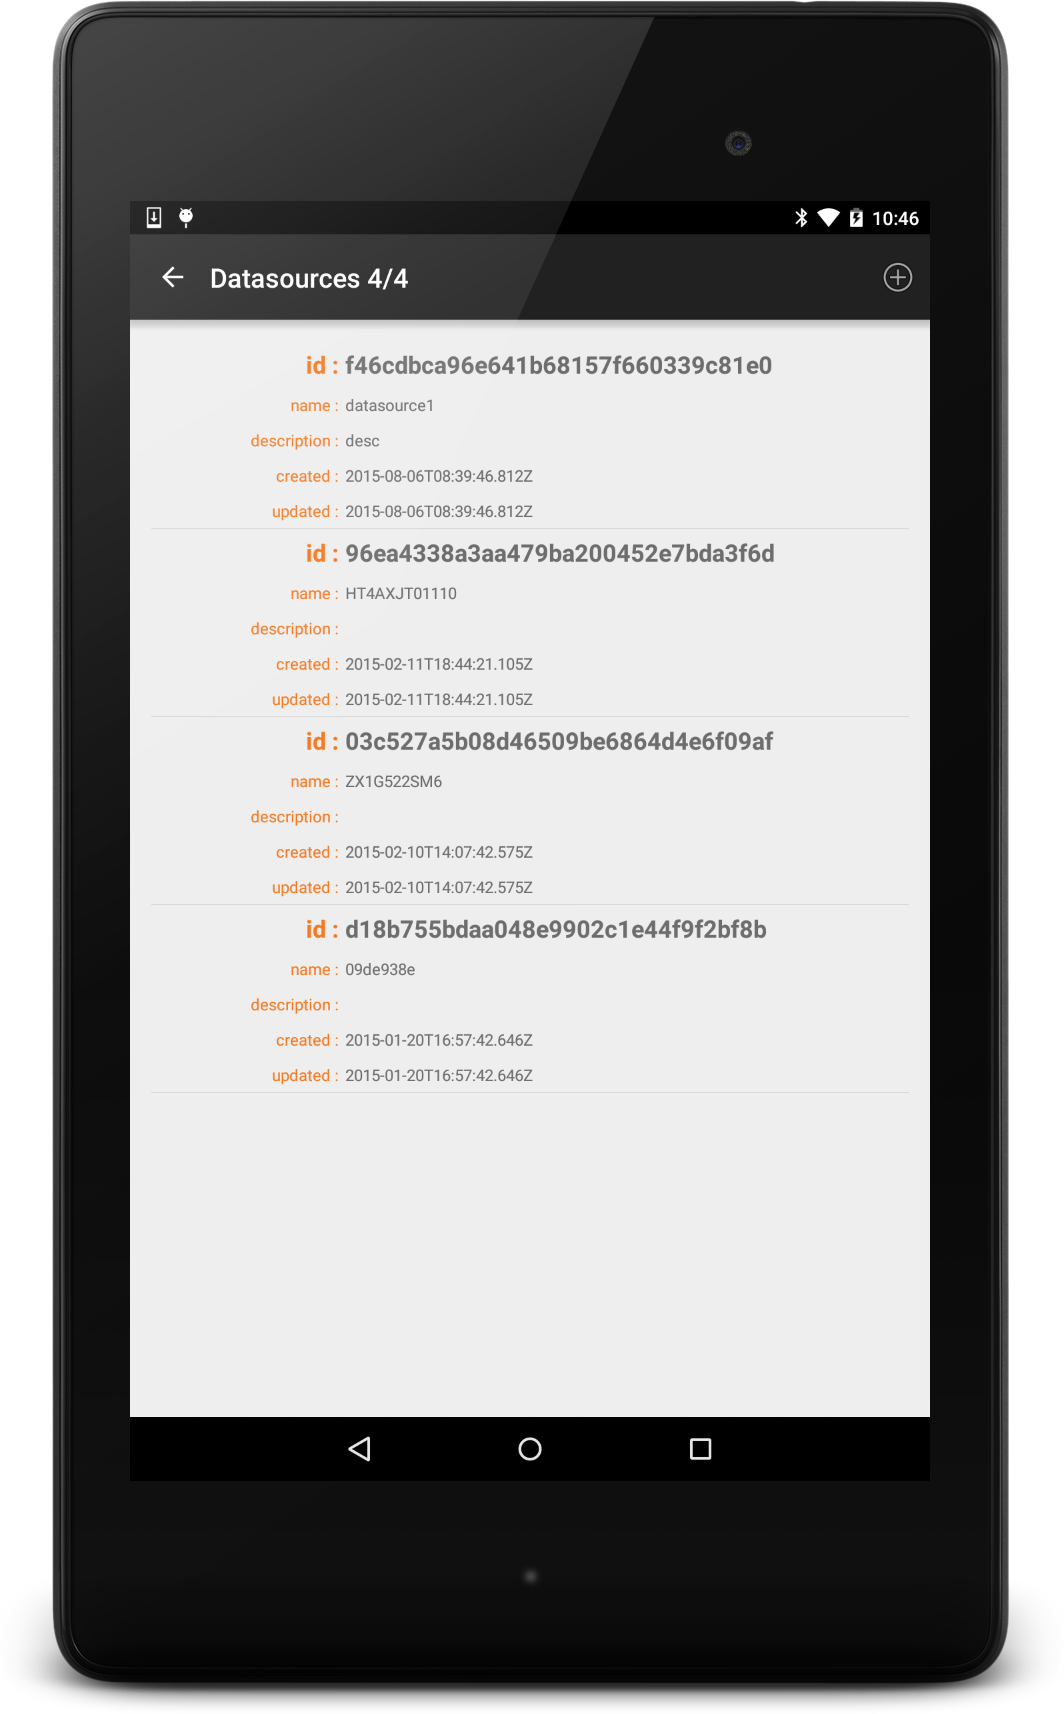 10:46
Datasources 4/4
id : f46cdbca96e641b68157f660339c81e0
name : datasource1
description : desc
created : 2015-08-06T08:39:46.812Z
updated : 2015-08-06T08:39:46.812Z
id : 96ea4338a3aa479ba200452e7bda3f6d
name : HT4AXJT01110
description :
created : 2015-02-11T18:44:21.105Z
updated : 2015-02-11T18:44:21.105Z
id : 03c527a5b08d46509be6864d4e6f09af
name : ZX1G522SM6
description :
created : 2015-02-10T14:07:42.575Z
updated : 2015-02-10T14:07:42.575Z
id : d18b755bdaa048e9902c1e44f9f2bf8b
name : 09de938e
description :
created : 2015-01-20T16:57:42.646Z
updated : 2015-01-20T16:57:42.646Z